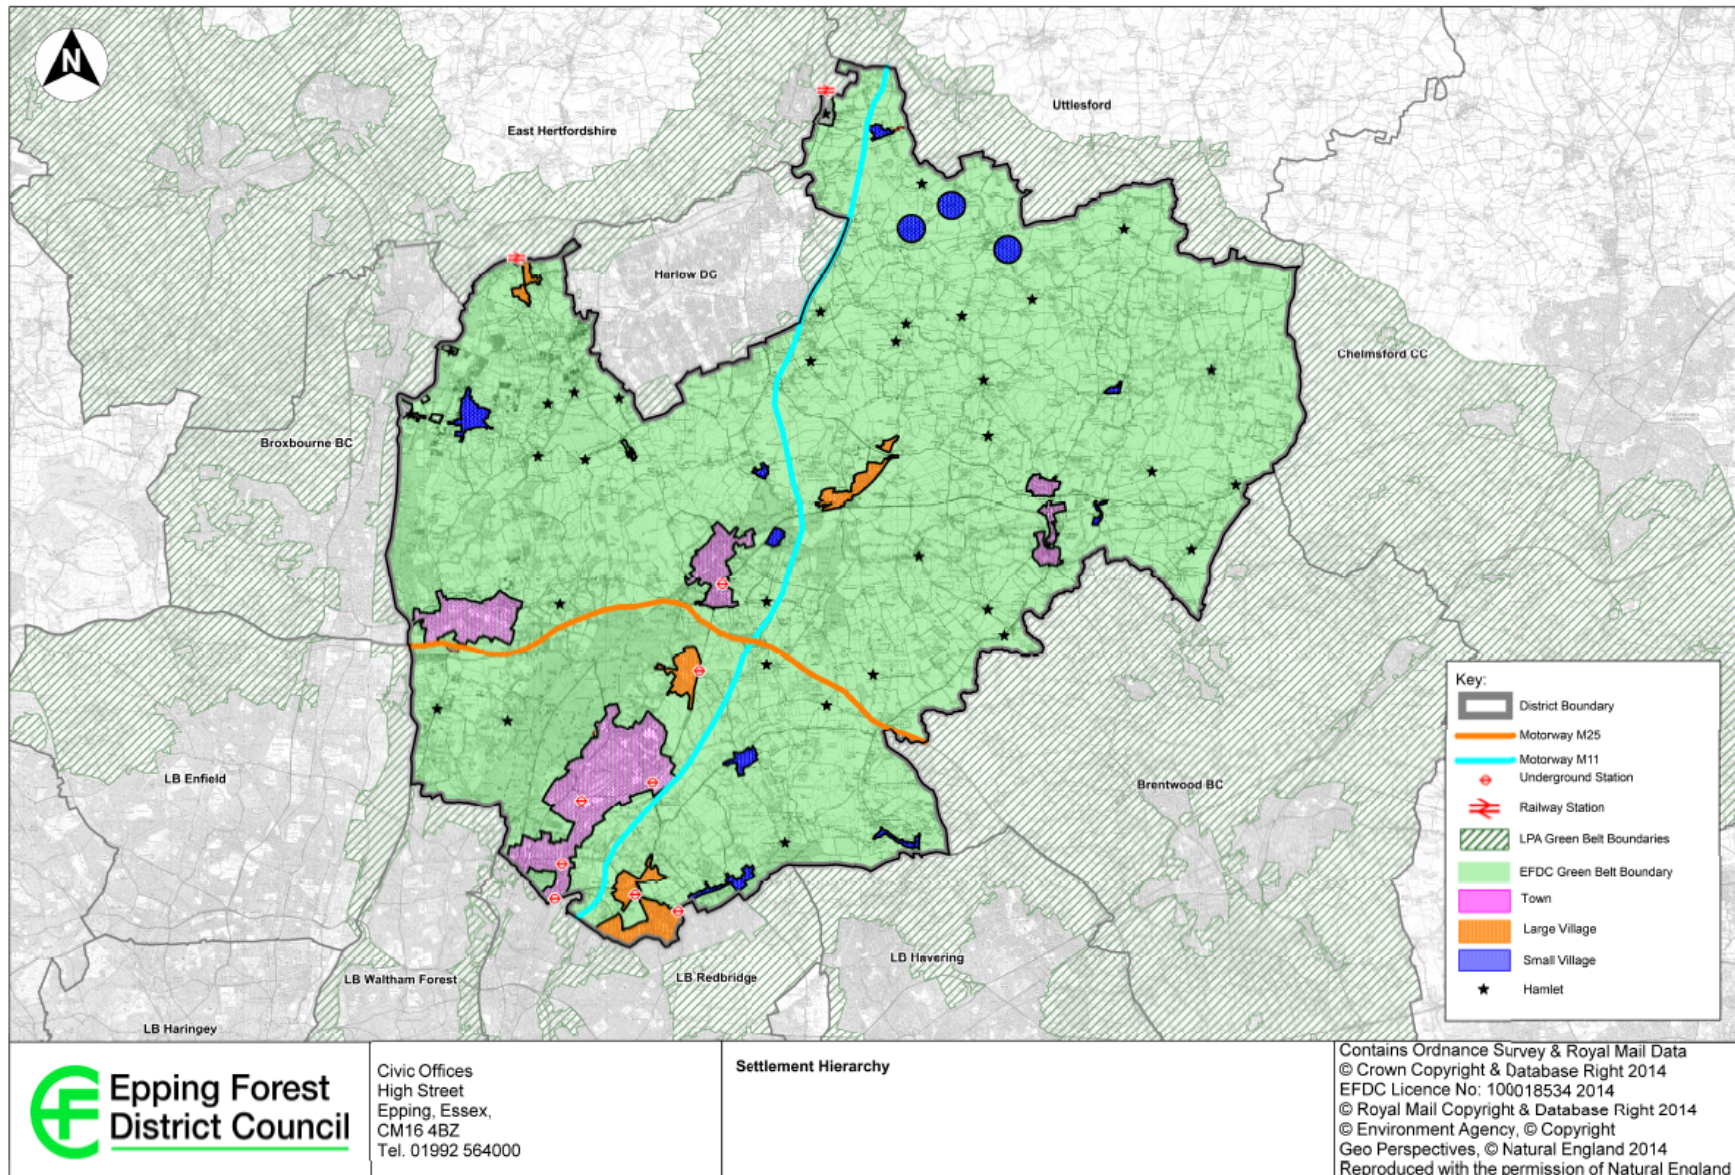 N
East Hertfordshire
Uttlesford
Harlow DC
Chelmsford CC
Broxbourne BC
LB Enfield
Brentwood BC
LB Waltham Forest
LB Redbridge
LB Havering
LB Haringey
Key:
District Boundary
Motorway M25
Motorway M11
Underground Station
Railway Station
LPA Green Belt Boundaries
EFDC Green Belt Boundary
Town
Large Village
Small Village
Hamlet
Epping Forest
District Council
Civic Offices
High Street
Epping, Essex,
CM16 4BZ
Tel. 01992 564000
Settlement Hierarchy
Contains Ordnance Survey & Royal Mail Data
© Crown Copyright & Database Right 2014
EFDC Licence No: 100018534 2014
© Royal Mail Copyright & Database Right 2014
© Environment Agency, © Copyright
Geo Perspectives, © Natural England 2014
Reproduced with the permission of Natural England